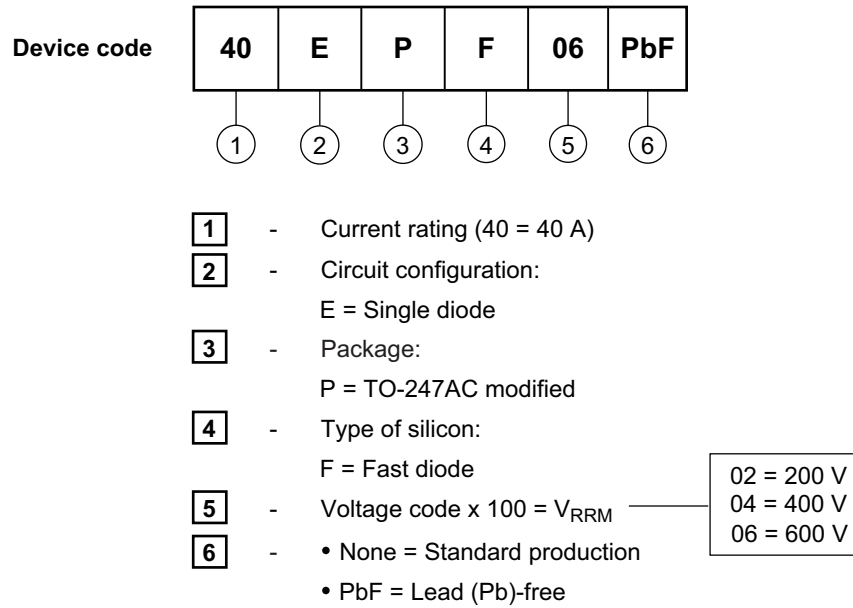 Device code 40 E P F 06 PbF
1 2 3 4 5 6
1 - Current rating (40 = 40 A)
2 - Circuit configuration:
E = Single diode
3 - Package:
P = TO-247AC modified
4 - Type of silicon:
F = Fast diode
5 - Voltage code x 100 = VRRM
02 = 200 V
04 = 400 V
06 = 600 V
6 - • None = Standard production
• PbF = Lead (Pb)-free